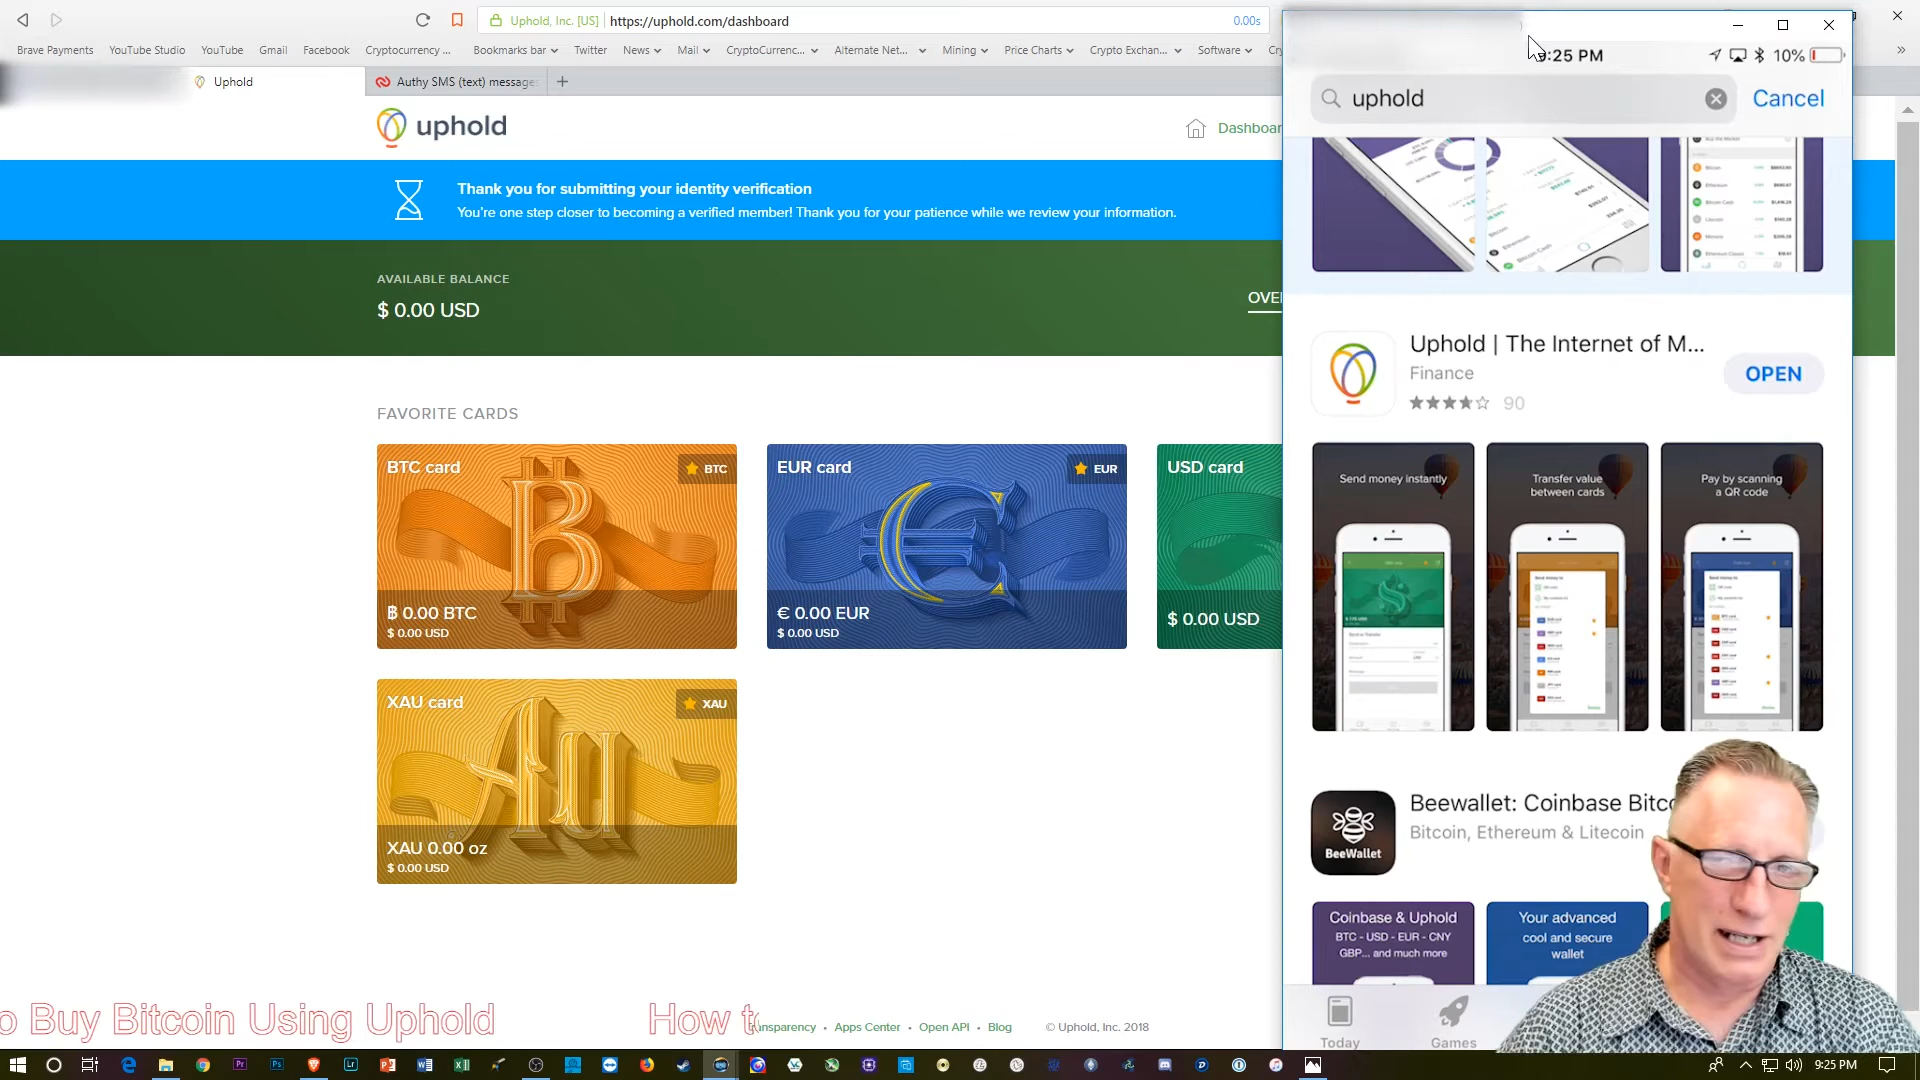 Uphold, Inc. [US]
https://uphold.com/dashboard
0.00s
Brave Payments
YouTube Studio
YouTube
Gmail
Facebook
Cryptocurrency ...
Bookmarks bar
Twitter
News
Mail
CryptoCurrenc...
Alternate Net...
Mining
Price Charts
Crypto Exchan...
Software
Uphold
Authy SMS (text) messages
uphold
Dashboar
Thank you for submitting your identity verification
You're one step closer to becoming a verified member! Thank you for your patience while we review your information.
AVAILABLE BALANCE
$ 0.00 USD
OVE
FAVORITE CARDS
BTC card
BTC
฿ 0.00 BTC
$ 0.00 USD
EUR card
EUR
€ 0.00 EUR
$ 0.00 USD
USD card
$ 0.00 USD
XAU card
XAU
Au
XAU 0.00 oz
$ 0.00 USD
o Buy Bitcoin Using Uphold
How to
nsparency • Apps Center • Open API • Blog
© Uphold, Inc. 2018
:25 PM
10%
uphold
Cancel
Uphold | The Internet of M...
Finance
OPEN
90
Send money instantly
Transfer value
between cards
Pay by scanning
a QR code
Beewallet: Coinbase Bitc
Bitcoin, Ethereum & Litecoin
BeeWallet
Coinbase & Uphold
BTC - USD - EUR - CNY
GBP... and much more
Your advanced
cool and secure
wallet
Today
Games
9:25 PM